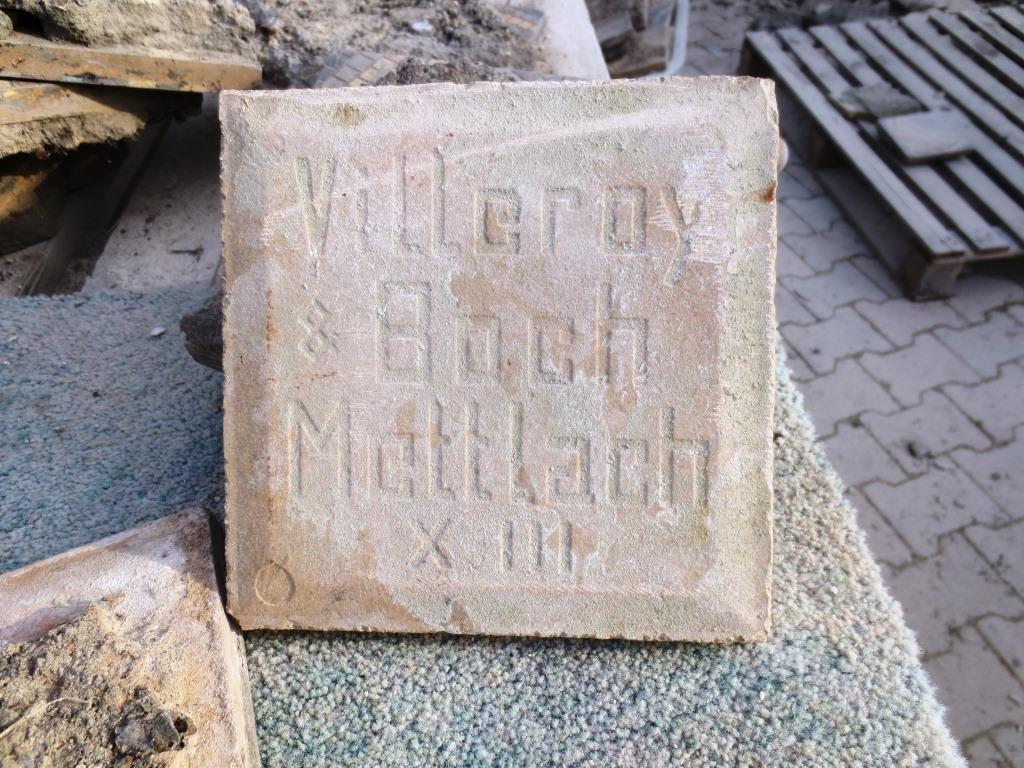 Villeroy
& Boch
Mettlach
X III